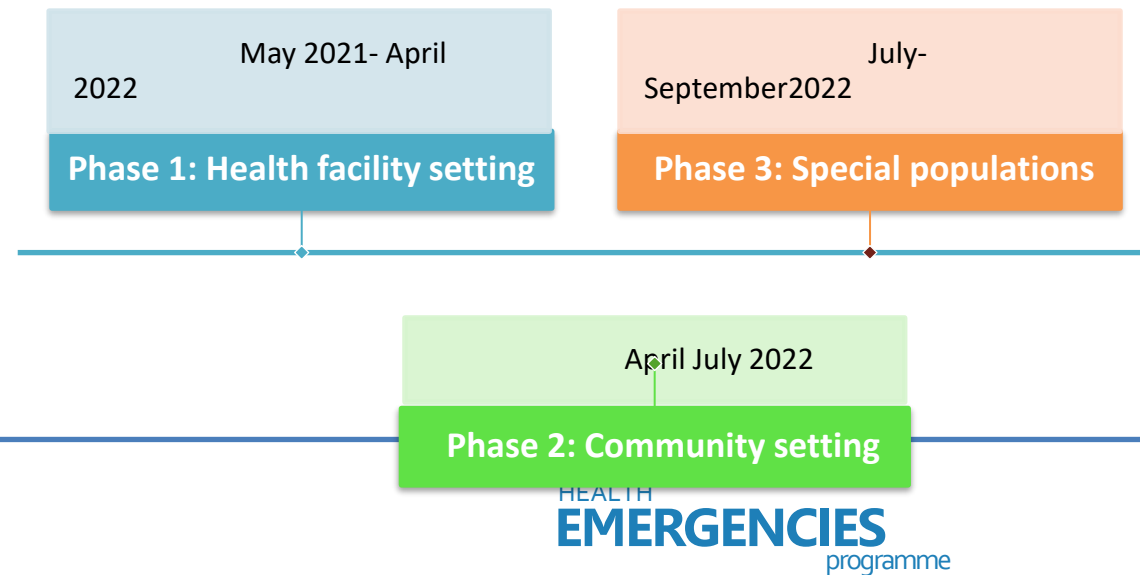 May 2021- April
2022
Phase 1: Health facility setting
July-
September2022
Phase 3: Special populations
April July 2022
Phase 2: Community setting
HEALTH
EMERGENCIES
programme